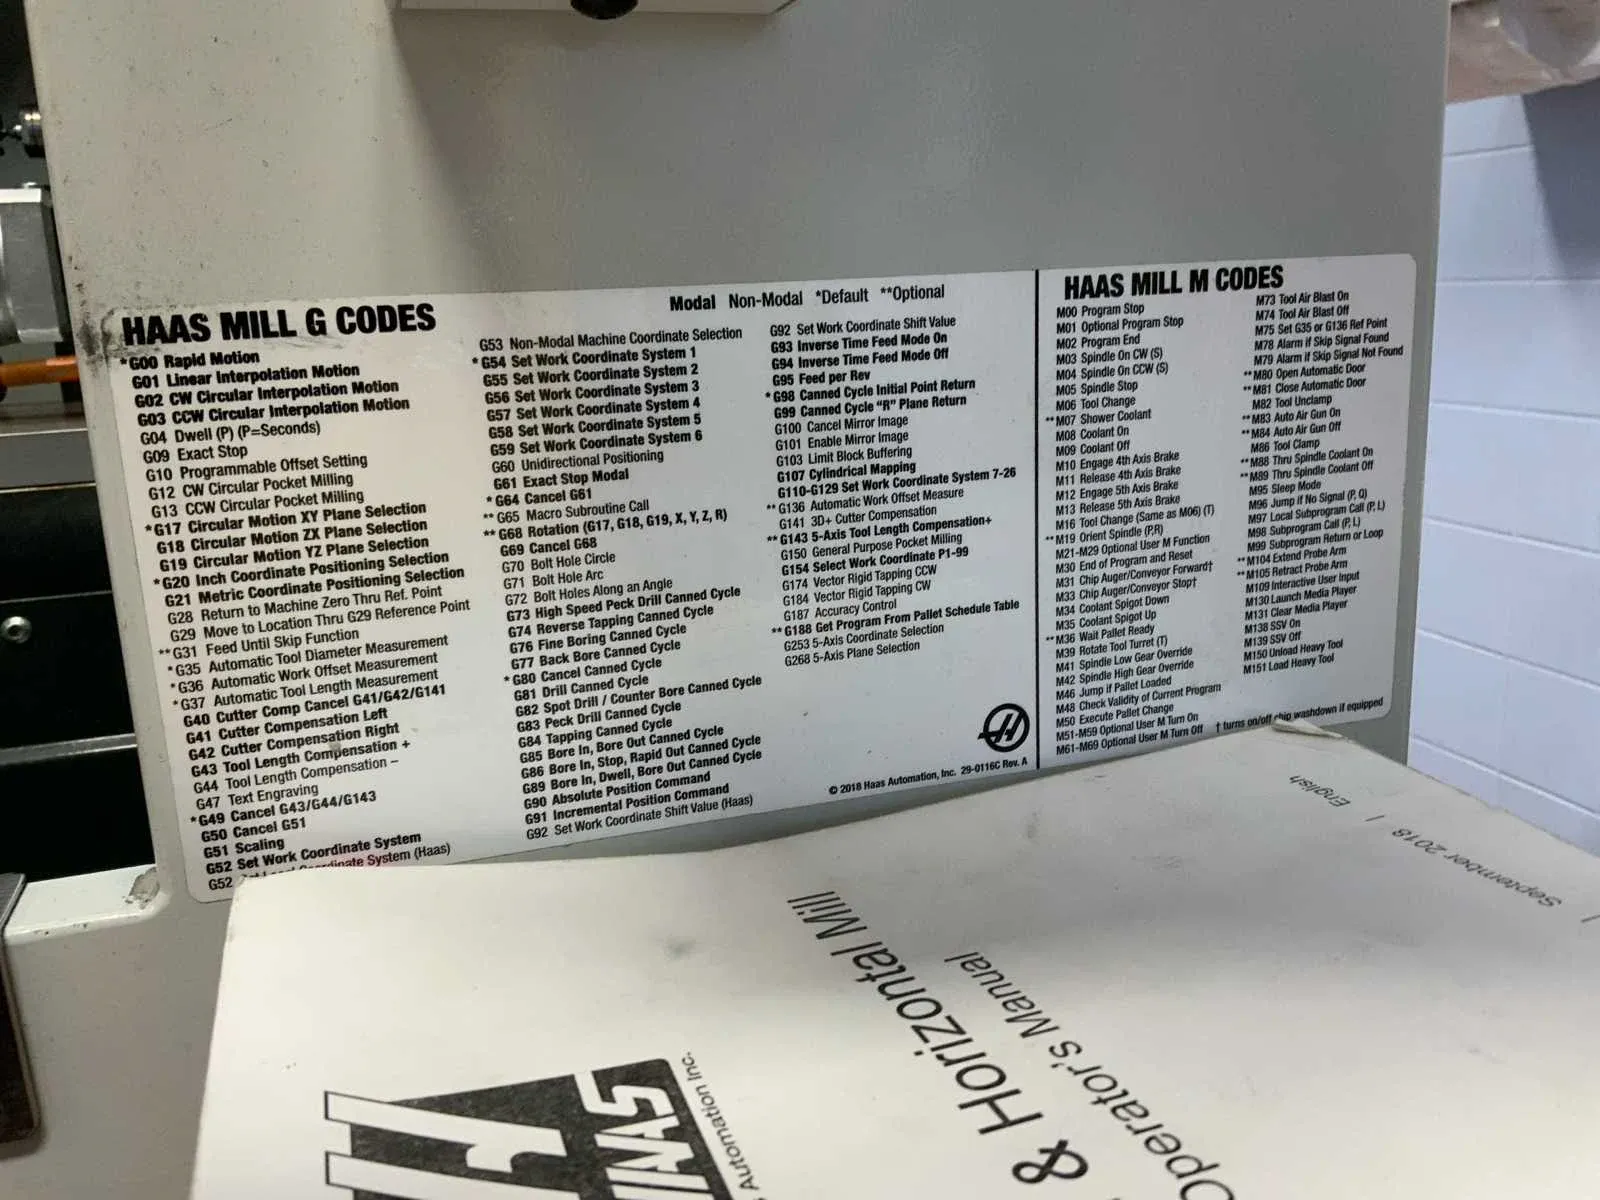 HAAS MILL G CODES
Modal Non-Modal *Default **Optional
*G00 Rapid Motion
G01 Linear Interpolation Motion
G02 CW Circular Interpolation Motion
G03 CCW Circular Interpolation Motion
G04 Dwell (P) (P=Seconds)
G09 Exact Stop
G10 Programmable Offset Setting
G12 CW Circular Pocket Milling
G13 CCW Circular Pocket Milling
*G17 Circular Motion XY Plane Selection
G18 Circular Motion ZX Plane Selection
G19 Circular Motion YZ Plane Selection
*G20 Inch Coordinate Positioning Selection
G21 Metric Coordinate Positioning Selection
G28 Return to Machine Zero Thru Ref. Point
G29 Move to Location Thru G29 Reference Point
**G31 Feed Until Skip Function
*G35 Automatic Tool Diameter Measurement
*G36 Automatic Work Offset Measurement
*G37 Automatic Tool Length Measurement
G40 Cutter Comp Cancel G41/G42/G141
G41 Cutter Compensation Left
G42 Cutter Compensation Right
G43 Tool Length Compensation +
G44 Tool Length Compensation –
G47 Text Engraving
*G49 Cancel G43/G44/G143
G50 Cancel G51
G51 Scaling
G52 Set Work Coordinate System
G52 Coordinate System (Haas)
G53 Non-Modal Machine Coordinate Selection
*G54 Set Work Coordinate System 1
G55 Set Work Coordinate System 2
G56 Set Work Coordinate System 3
G57 Set Work Coordinate System 4
G58 Set Work Coordinate System 5
G59 Set Work Coordinate System 6
G60 Unidirectional Positioning
G61 Exact Stop Modal
*G64 Cancel G61
**G65 Macro Subroutine Call
**G68 Rotation (G17, G18, G19, X, Y, Z, R)
G69 Cancel G68
G70 Bolt Hole Circle
G71 Bolt Hole Arc
G72 Bolt Holes Along an Angle
G73 High Speed Peck Drill Canned Cycle
G74 Reverse Tapping Canned Cycle
G76 Fine Boring Canned Cycle
G77 Back Bore Canned Cycle
*G80 Cancel Canned Cycle
G81 Drill Canned Cycle
G82 Spot Drill / Counter Bore Canned Cycle
G83 Peck Drill Canned Cycle
G84 Tapping Canned Cycle
G85 Bore In, Bore Out Canned Cycle
G86 Bore In, Stop, Rapid Out Canned Cycle
G89 Bore In, Dwell, Bore Out Canned Cycle
G90 Absolute Position Command
G91 Incremental Position Command
G92 Set Work Coordinate Shift Value (Haas)
G92 Set Work Coordinate Shift Value
G93 Inverse Time Feed Mode On
G94 Inverse Time Feed Mode Off
G95 Feed per Rev
*G98 Canned Cycle Initial Point Return
G99 Canned Cycle "R" Plane Return
G100 Cancel Mirror Image
G101 Enable Mirror Image
G103 Limit Block Buffering
G107 Cylindrical Mapping
G110-G129 Set Work Coordinate System 7-26
**G136 Automatic Work Offset Measure
G141 3D+ Cutter Compensation
**G143 5-Axis Tool Length Compensation+
G150 General Purpose Pocket Milling
G154 Select Work Coordinate P1-99
G174 Vector Rigid Tapping CCW
G184 Vector Rigid Tapping CW
G187 Accuracy Control
**G188 Get Program From Pallet Schedule Table
G253 5-Axis Coordinate Selection
G268 5-Axis Plane Selection
© 2018 Haas Automation, Inc. 29-0116C Rev. A
HAAS MILL M CODES
M00 Program Stop
M01 Optional Program Stop
M02 Program End
M03 Spindle On CW (S)
M04 Spindle On CCW (S)
M05 Spindle Stop
M06 Tool Change
**M07 Shower Coolant
M08 Coolant On
M09 Coolant Off
M10 Engage 4th Axis Brake
M11 Release 4th Axis Brake
M12 Engage 5th Axis Brake
M13 Release 5th Axis Brake
M16 Tool Change (Same as M06) (T)
**M19 Orient Spindle (P,R)
M21-M29 Optional User M Function
M30 End of Program and Reset
M31 Chip Auger/Conveyor Forward†
M33 Chip Auger/Conveyor Stop†
M34 Coolant Spigot Down
M35 Coolant Spigot Up
**M36 Wait Pallet Ready
M39 Rotate Tool Turret (T)
M41 Spindle Low Gear Override
M42 Spindle High Gear Override
M46 Jump if Pallet Loaded
M48 Check Validity of Current Program
M50 Execute Pallet Change
M51-M59 Optional User M Turn On
M61-M69 Optional User M Turn Off
M73 Tool Air Blast On
M74 Tool Air Blast Off
M75 Set G35 or G136 Ref Point
M78 Alarm if Skip Signal Found
M79 Alarm if Skip Signal Not Found
**M80 Open Automatic Door
**M81 Close Automatic Door
M82 Tool Unclamp
**M83 Auto Air Gun On
**M84 Auto Air Gun Off
M86 Tool Clamp
**M88 Thru Spindle Coolant On
**M89 Thru Spindle Coolant Off
M95 Sleep Mode
M96 Jump if No Signal (P, Q)
M97 Local Subprogram Call (P, L)
M98 Subprogram Call (P, L)
M99 Subprogram Return or Loop
**M104 Extend Probe Arm
**M105 Retract Probe Arm
M109 Interactive User Input
M130 Launch Media Player
M131 Clear Media Player
M138 SSV On
M139 SSV Off
M150 Unload Heavy Tool
M151 Load Heavy Tool
† turns on/off chip washdown if equipped
& Horizontal Mill
Operator's Manual
September 2018 | English
HAAS
Automation Inc.